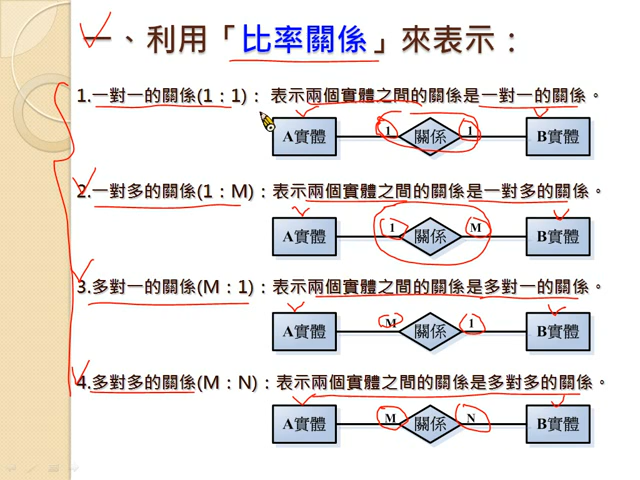 一、利用「比率關係」來表示：
1.一對一的關係(1：1)： 表示兩個實體之間的關係是一對一的關係。
A實體 1 關係 1 B實體
2.一對多的關係(1：M)：表示兩個實體之間的關係是一對多的關係。
A實體 1 關係 M B實體
3.多對一的關係(M：1)：表示兩個實體之間的關係是多對一的關係。
A實體 M 關係 1 B實體
4.多對多的關係(M：N)：表示兩個實體之間的關係是多對多的關係。
A實體 M 關係 N B實體